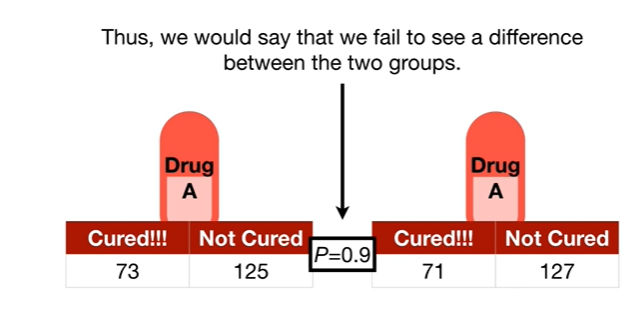 Thus, we would say that we fail to see a difference
between the two groups.
Drug
A
Drug
A
Cured!!! Not Cured
73 125
P=0.9
Cured!!! Not Cured
71 127